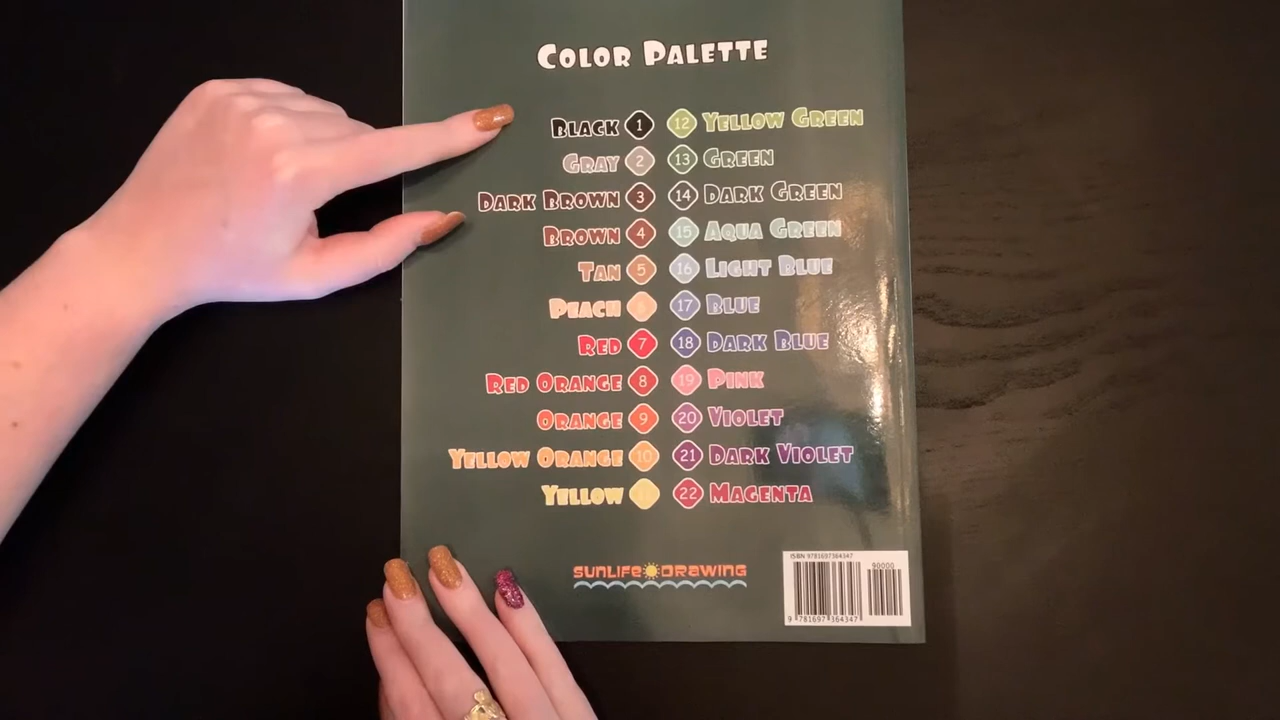 COLOR PALETTE
BLACK 1
GRAY 2
DARK BROWN 3
BROWN 4
TAN 5
PEACH 6
RED 7
RED ORANGE 8
ORANGE 9
YELLOW ORANGE 10
YELLOW 11
12 YELLOW GREEN
13 GREEN
14 DARK GREEN
15 AQUA GREEN
16 LIGHT BLUE
17 BLUE
18 DARK BLUE
19 PINK
20 VIOLET
21 DARK VIOLET
22 MAGENTA
SUNLIFE DRAWING
ISBN 9781697364347
90000
9 781697 364347